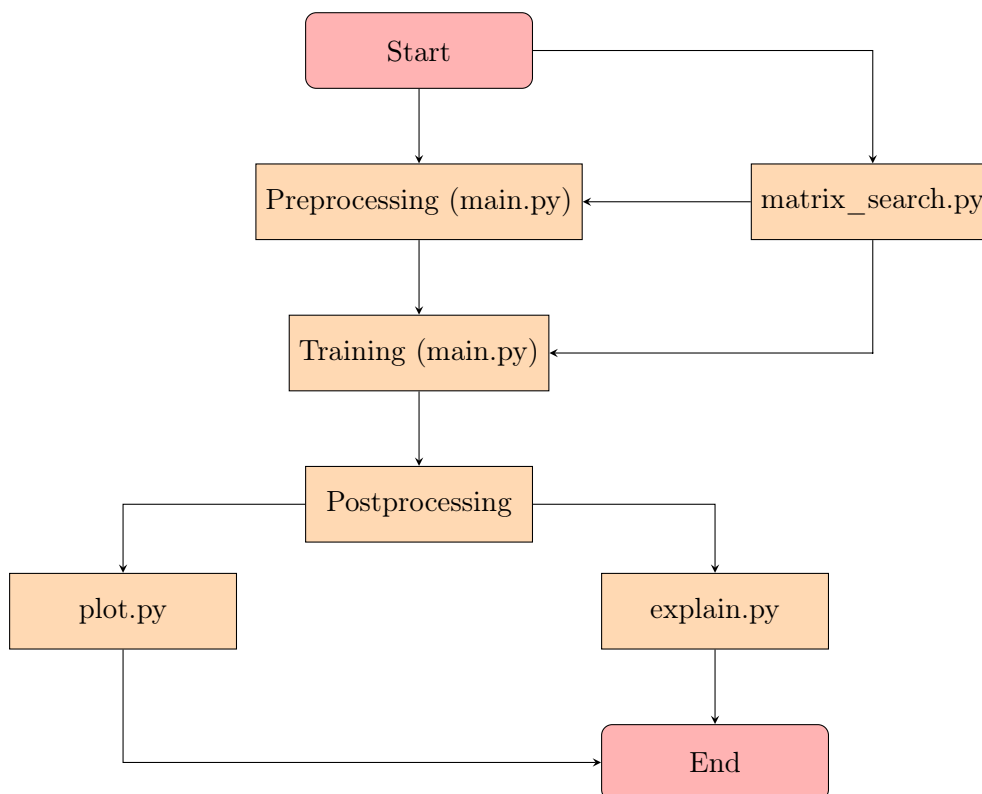 Start
Preprocessing (main.py)
matrix_search.py
Training (main.py)
Postprocessing
plot.py
explain.py
End